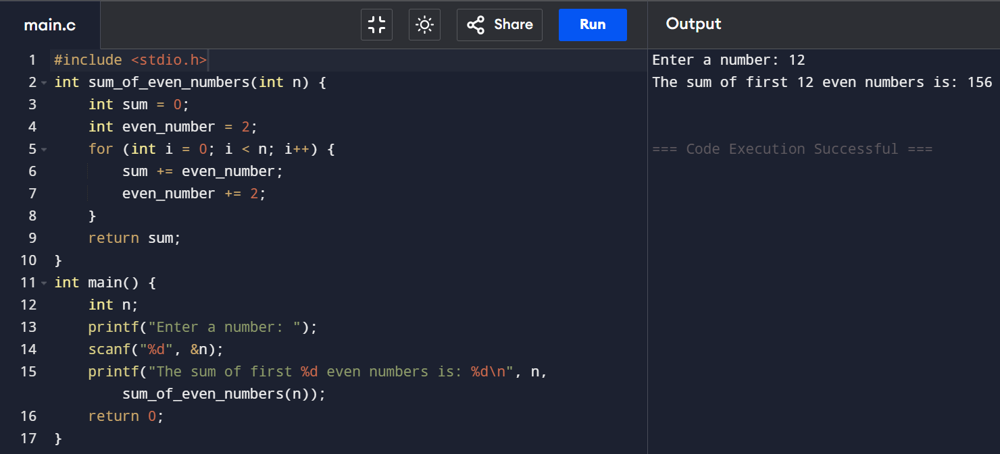 main.c
Share
Run
Output
1 #include <stdio.h>
2 int sum_of_even_numbers(int n) {
3     int sum = 0;
4     int even_number = 2;
5     for (int i = 0; i < n; i++) {
6         sum += even_number;
7         even_number += 2;
8     }
9     return sum;
10 }
11 int main() {
12     int n;
13     printf("Enter a number: ");
14     scanf("%d", &n);
15     printf("The sum of first %d even numbers is: %d\n", n,
        sum_of_even_numbers(n));
16     return 0;
17 }
Enter a number: 12
The sum of first 12 even numbers is: 156
=== Code Execution Successful ===